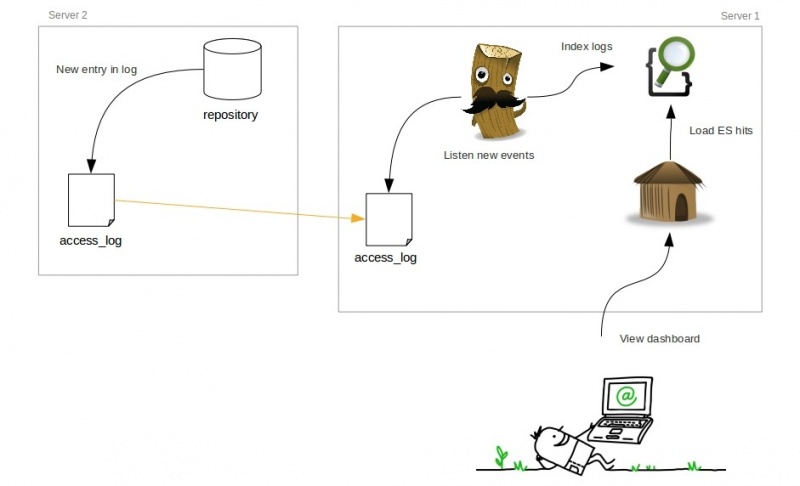 Server 2
Server 1
New entry in log
repository
access_log
Index logs
Listen new events
access_log
Load ES hits
View dashboard
@